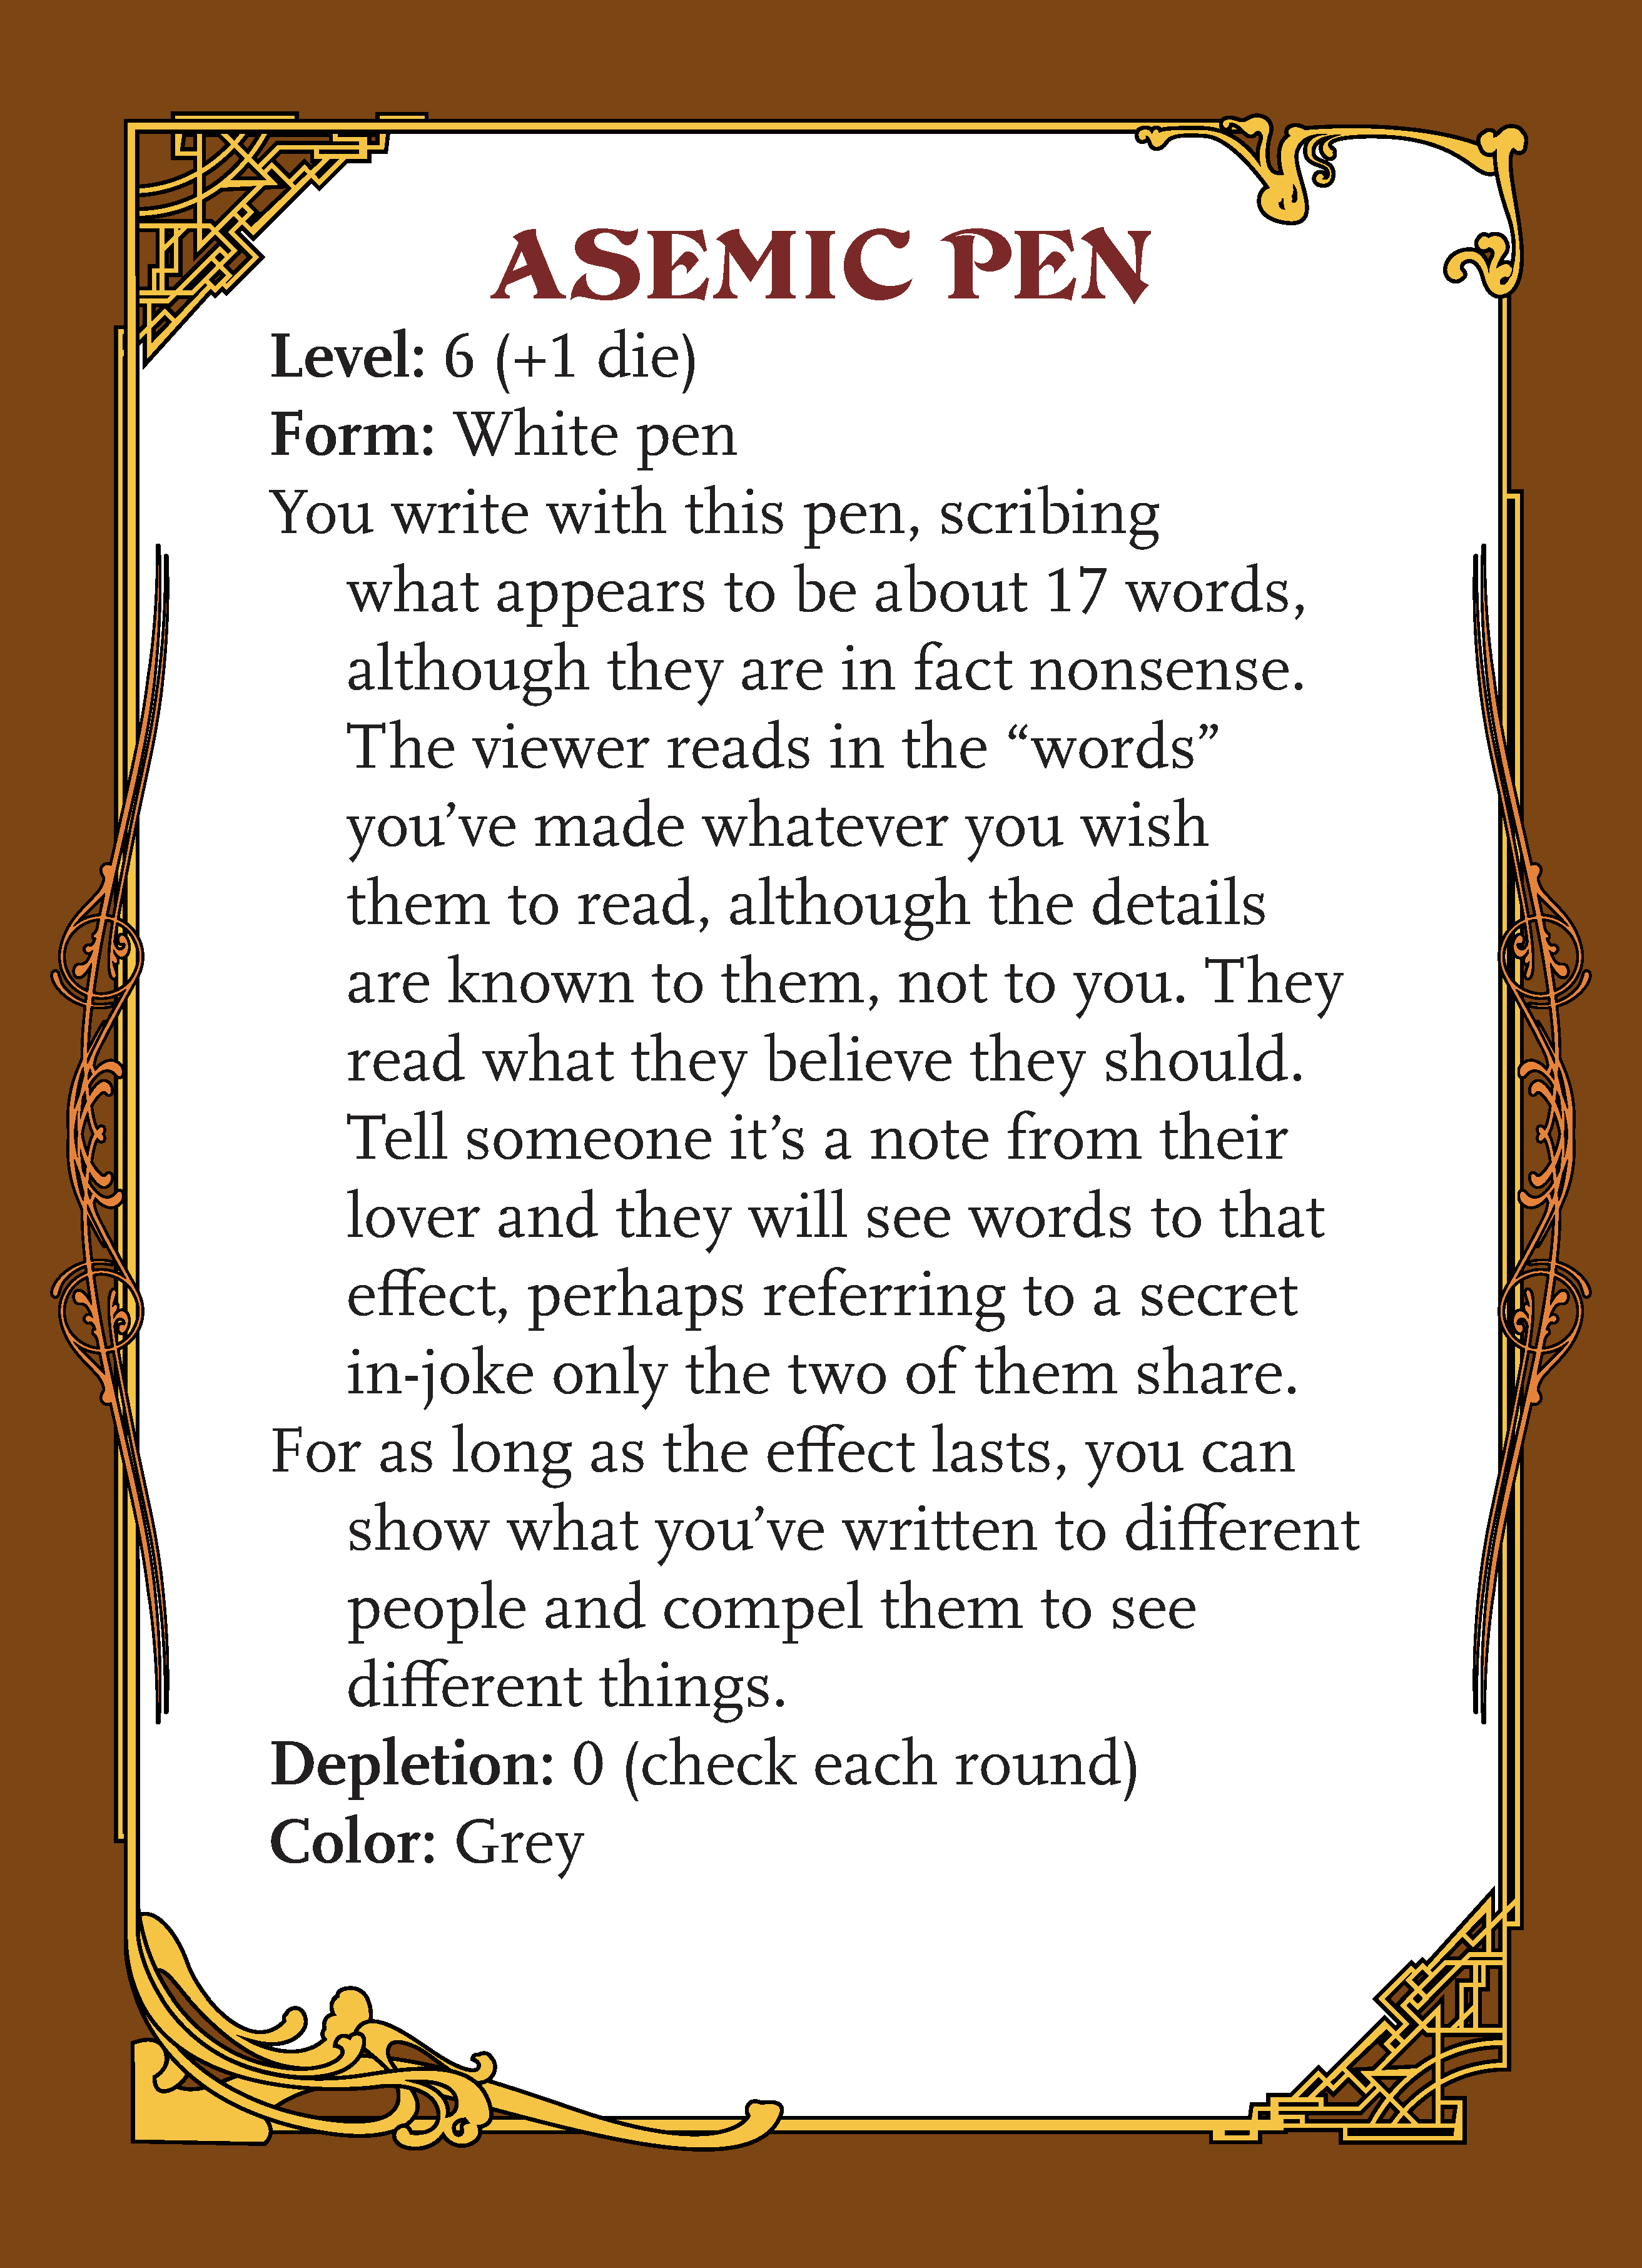 ASEMIC PEN
Level: 6 (+1 die)
Form: White pen
You write with this pen, scribing
what appears to be about 17 words,
although they are in fact nonsense.
The viewer reads in the “words”
you’ve made whatever you wish
them to read, although the details
are known to them, not to you. They
read what they believe they should.
Tell someone it’s a note from their
lover and they will see words to that
effect, perhaps referring to a secret
in-joke only the two of them share.
For as long as the effect lasts, you can
show what you’ve written to different
people and compel them to see
different things.
Depletion: 0 (check each round)
Color: Grey